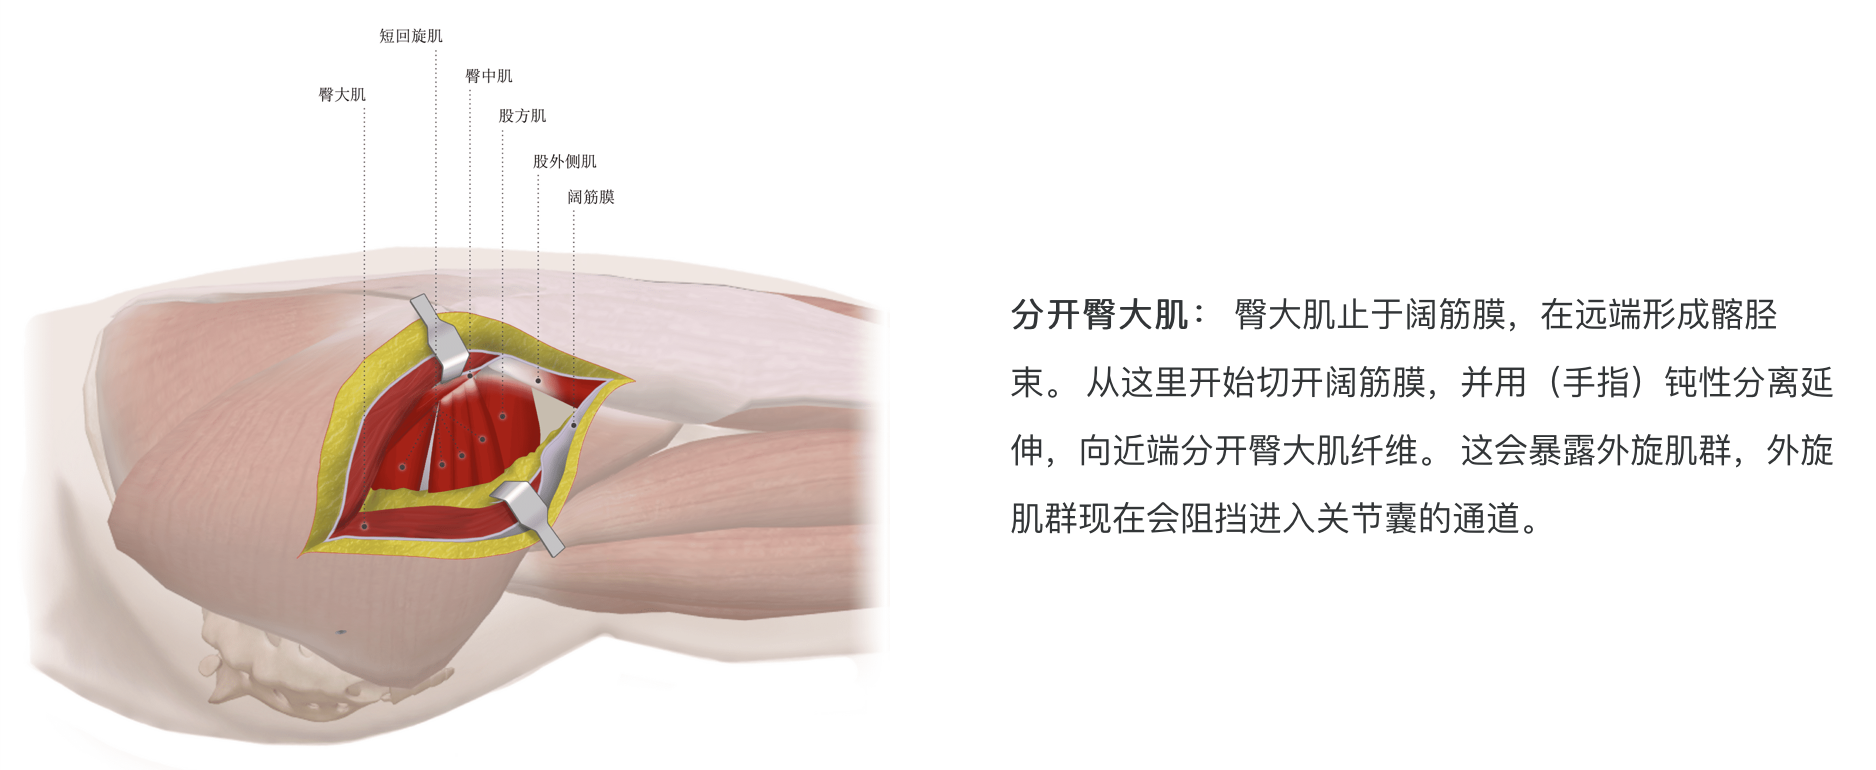 短回旋肌
臀中肌
臀大肌
股方肌
股外侧肌
阔筋膜
分开臀大肌： 臀大肌止于阔筋膜，在远端形成髂胫
束。 从这里开始切开阔筋膜，并用（手指）钝性分离延
伸，向近端分开臀大肌纤维。 这会暴露外旋肌群，外旋
肌群现在会阻挡进入关节囊的通道。